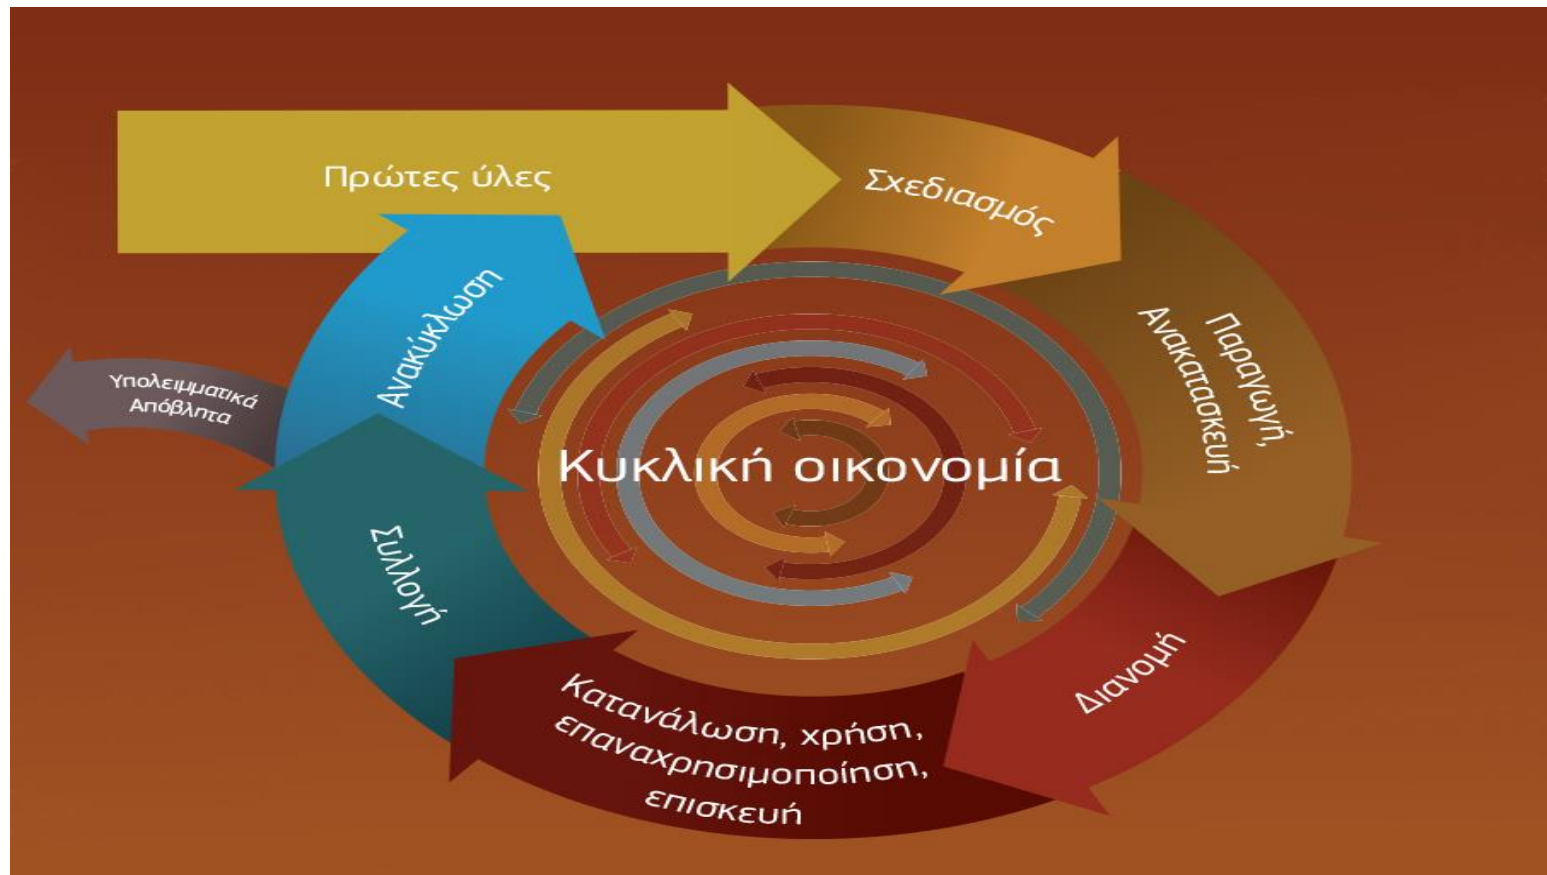 Πρώτες ύλες
Σχεδιασμός
Παραγωγή,
Ανακατασκευή
Διανομή
Κατανάλωση, χρήση,
επαναχρησιμοποίηση,
επισκευή
Συλλογή
Ανακύκλωση
Υπολειμματικά
Απόβλητα
Κυκλική οικονομία